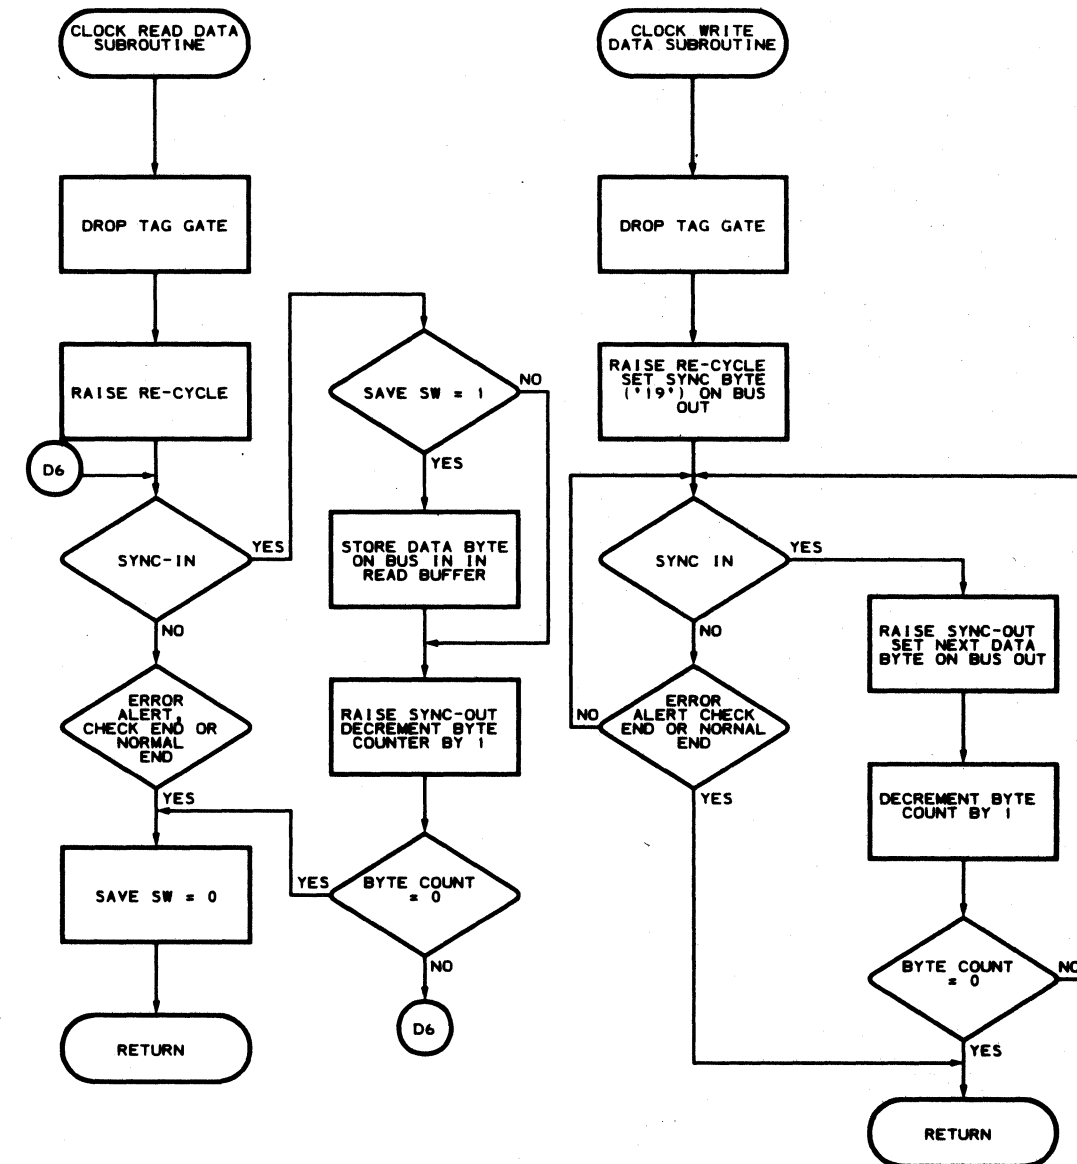 CLOCK READ DATA
SUBROUTINE
DROP TAG GATE
RAISE RE-CYCLE
D6
SYNC-IN
YES
NO
ERROR
ALERT,
CHECK END OR
NORMAL
END
YES
SAVE SW = 0
RETURN
SAVE SW = 1
NO
YES
STORE DATA BYTE
ON BUS IN IN
READ BUFFER
RAISE SYNC-OUT
DECREMENT BYTE
COUNTER BY 1
BYTE COUNT
= 0
YES
NO
D6
CLOCK WRITE
DATA SUBROUTINE
DROP TAG GATE
RAISE RE-CYCLE
SET SYNC BYTE
('19') ON BUS
OUT
SYNC IN
YES
NO
ERROR
ALERT CHECK
END OR NORNAL
END
NO
YES
RAISE SYNC-OUT
SET NEXT DATA
BYTE ON BUS OUT
DECREMENT BYTE
COUNT BY 1
BYTE COUNT
= 0
NO
YES
RETURN